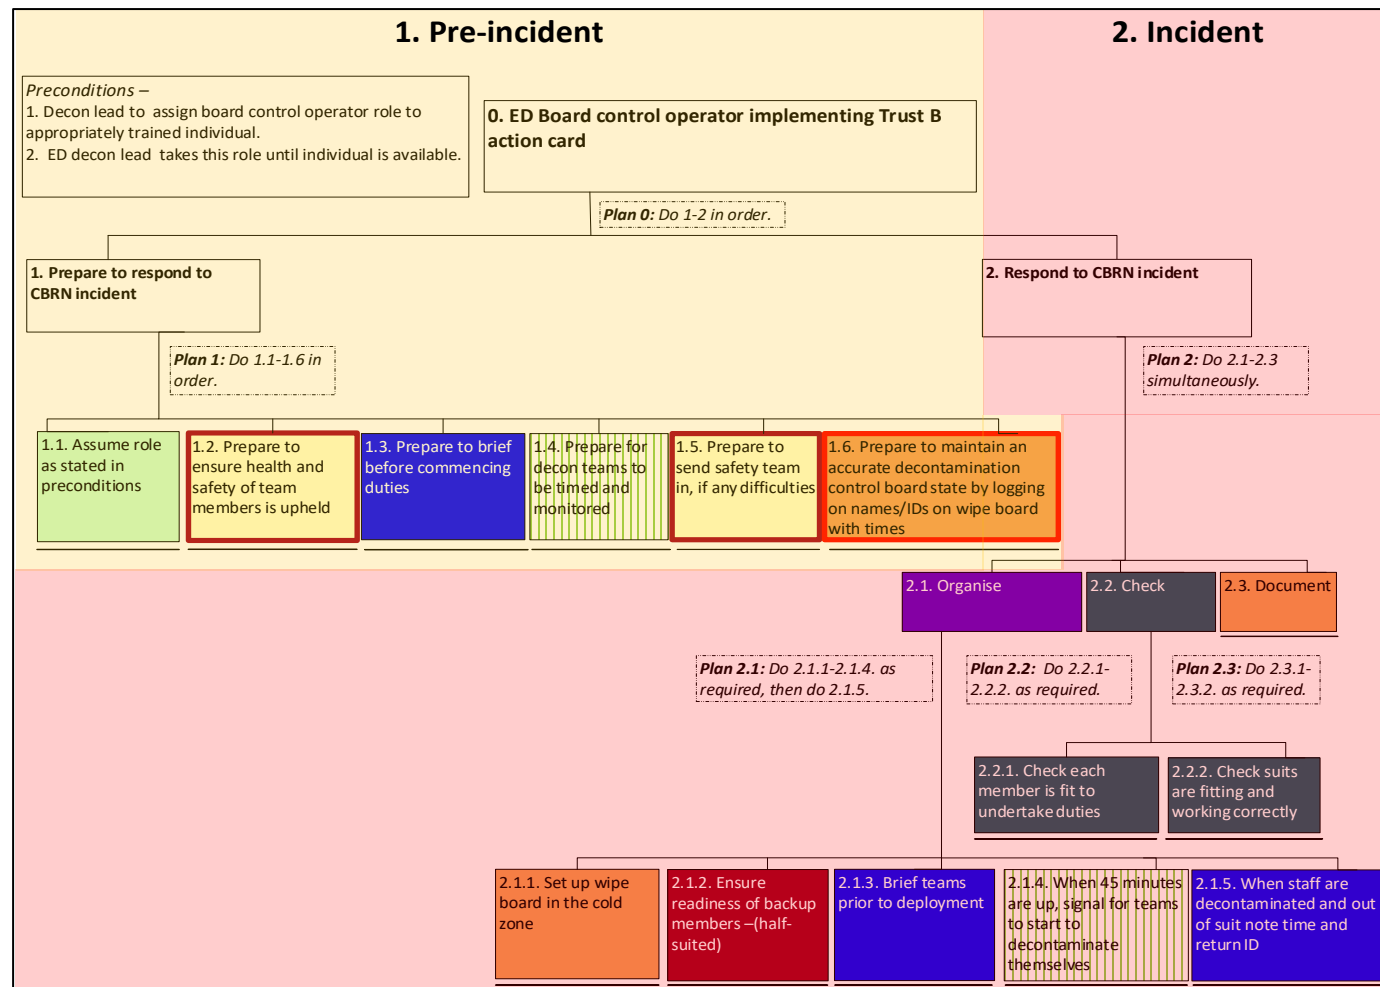 1. Pre-incident
2. Incident
Preconditions –
1. Decon lead to assign board control operator role to
appropriately trained individual.
2. ED decon lead takes this role until individual is available.
0. ED Board control operator implementing Trust B
action card
Plan 0: Do 1-2 in order.
1. Prepare to respond to
CBRN incident
2. Respond to CBRN incident
Plan 1: Do 1.1-1.6 in
order.
Plan 2: Do 2.1-2.3
simultaneously.
1.1. Assume role
as stated in
preconditions
1.2. Prepare to
ensure health and
safety of team
members is upheld
1.3. Prepare to brief
before commencing
duties
1.4. Prepare for
decon teams to
be timed and
monitored
1.5. Prepare to
send safety team
in, if any difficulties
1.6. Prepare to maintain an
accurate decontamination
control board state by logging
on names/IDs on wipe board
with times
2.1. Organise
2.2. Check
2.3. Document
Plan 2.1: Do 2.1.1-2.1.4. as
required, then do 2.1.5.
Plan 2.2: Do 2.2.1-
2.2.2. as required.
Plan 2.3: Do 2.3.1-
2.3.2. as required.
2.2.1. Check each
member is fit to
undertake duties
2.2.2. Check suits
are fitting and
working correctly
2.1.1. Set up wipe
board in the cold
zone
2.1.2. Ensure
readiness of backup
members –(half-
suited)
2.1.3. Brief teams
prior to deployment
2.1.4. When 45 minutes
are up, signal for teams
to start to
decontaminate
themselves
2.1.5. When staff are
decontaminated and out
of suit note time and
return ID